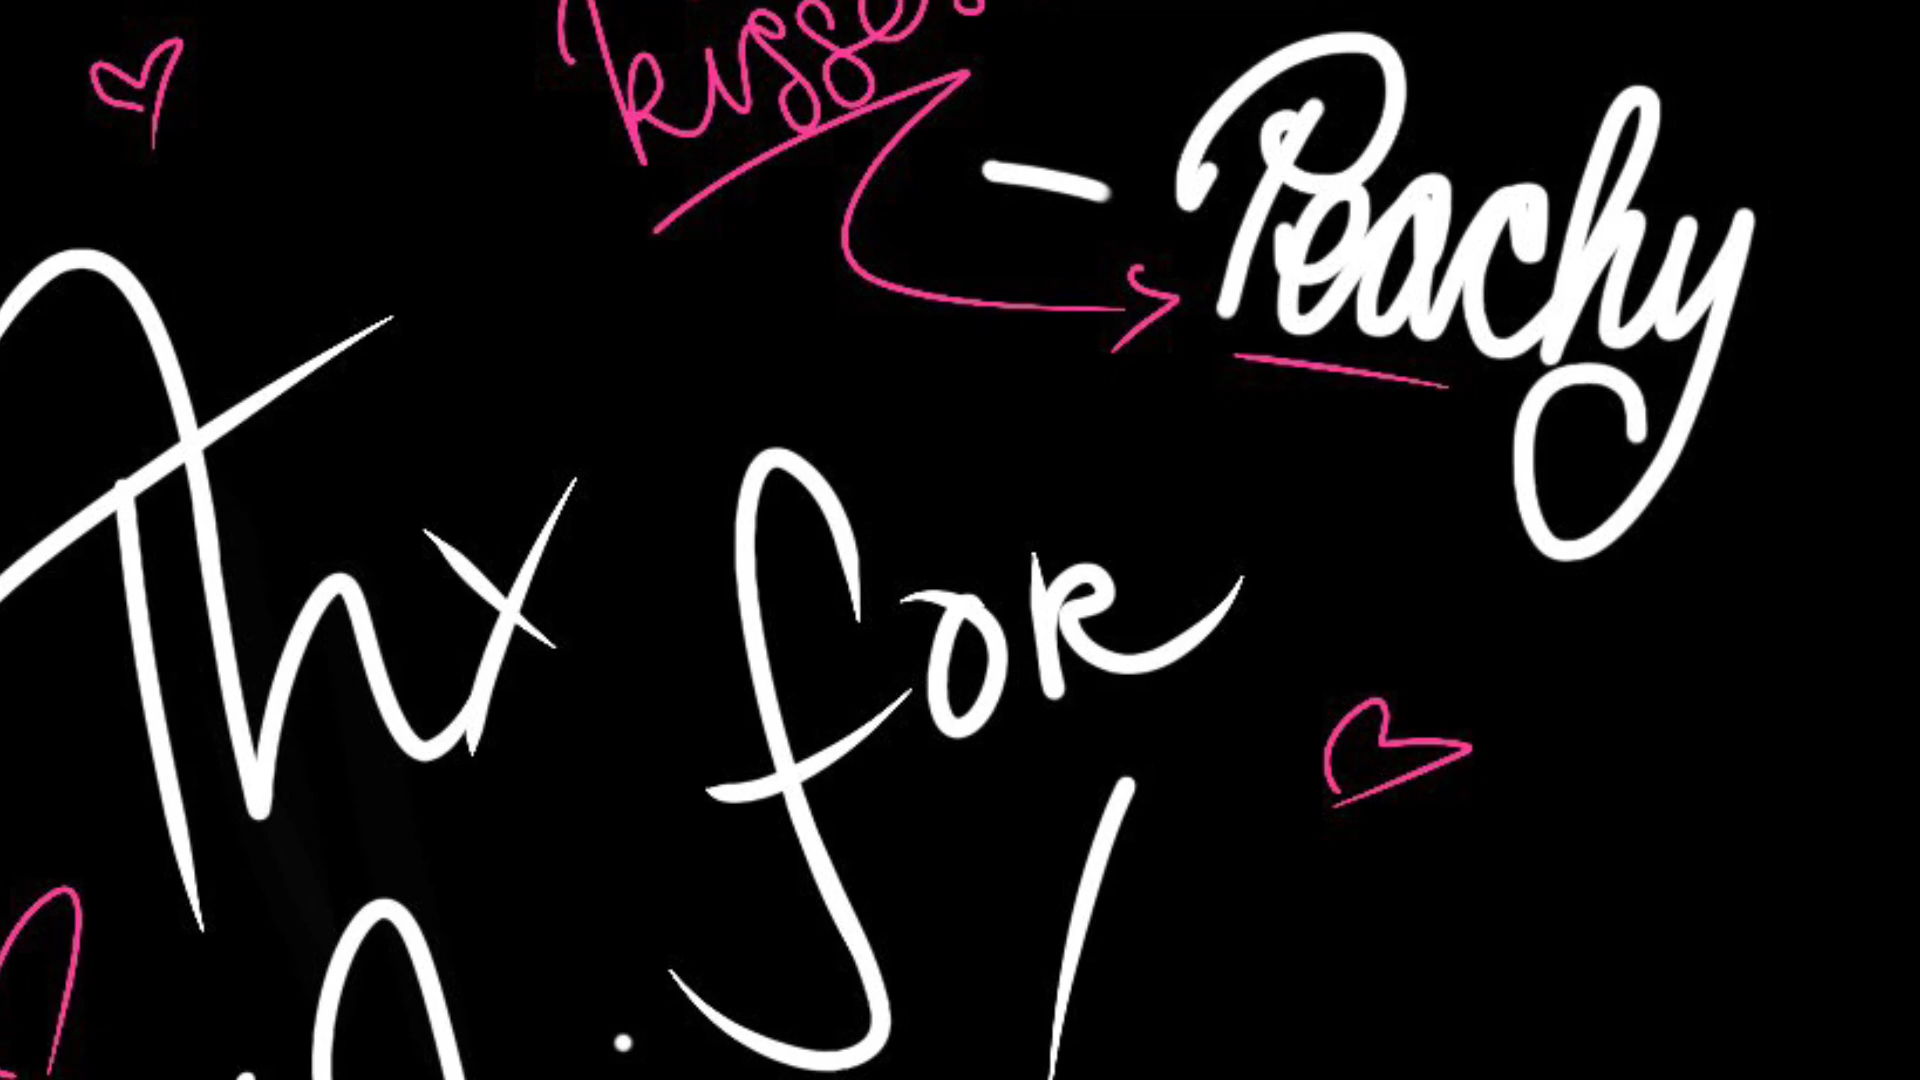 kisses
- Peachy
Thx for